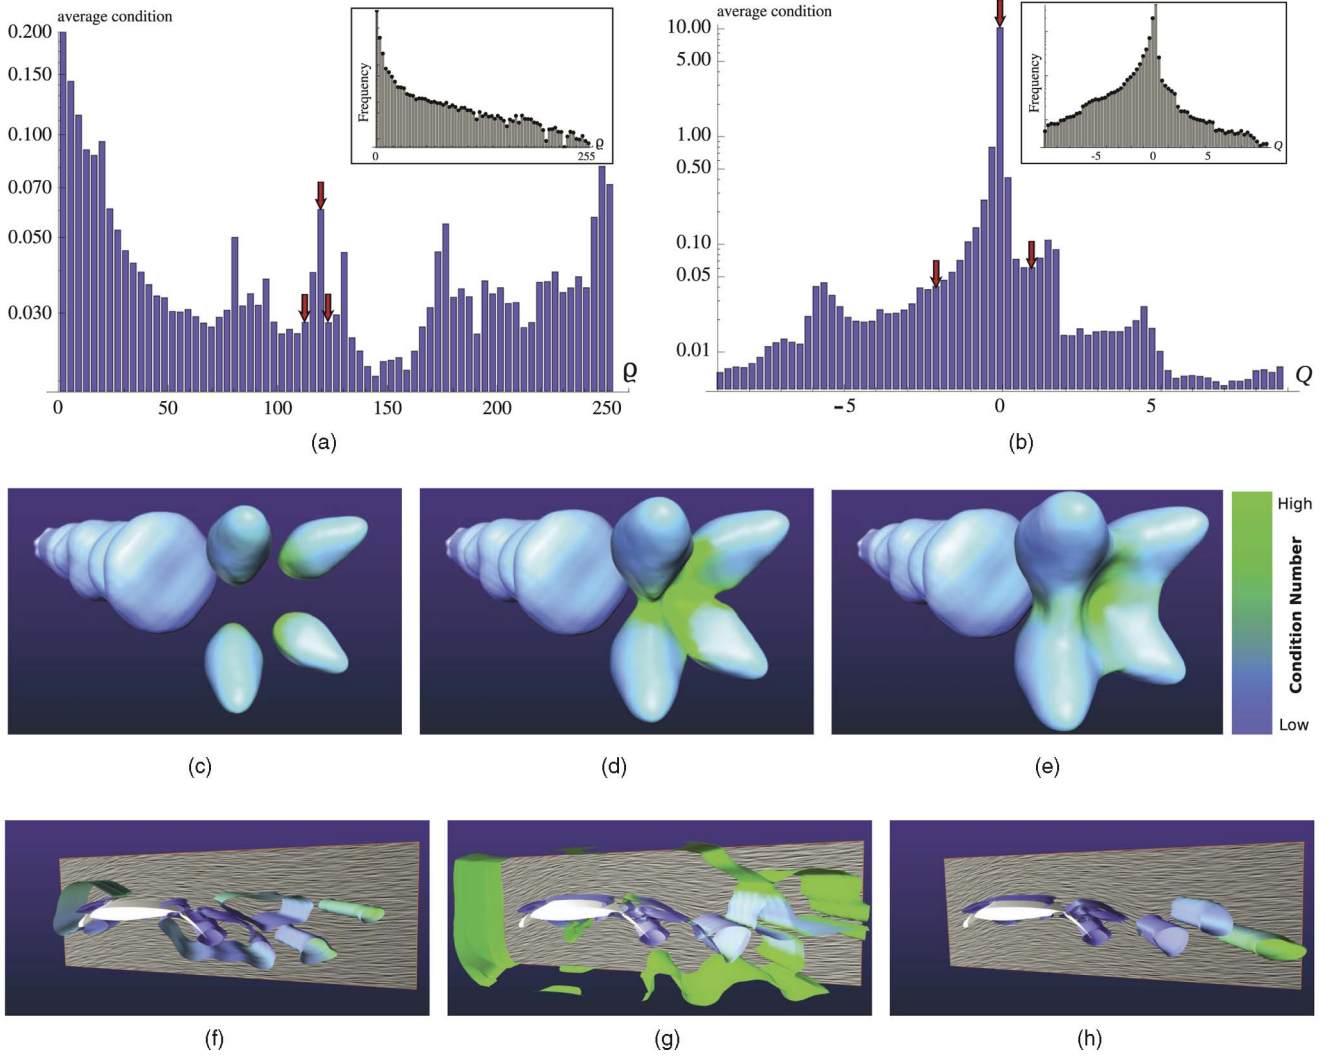 average condition
0.200
0.150
0.100
0.070
0.050
0.030
0
50
100
150
200
250
ϱ
Frequency
0
255
ϱ
(a)
average condition
10.00
5.00
1.00
0.50
0.10
0.05
0.01
-5
0
5
Q
Frequency
-5
0
5
Q
(b)
High
Condition Number
Low
(c)
(d)
(e)
(f)
(g)
(h)